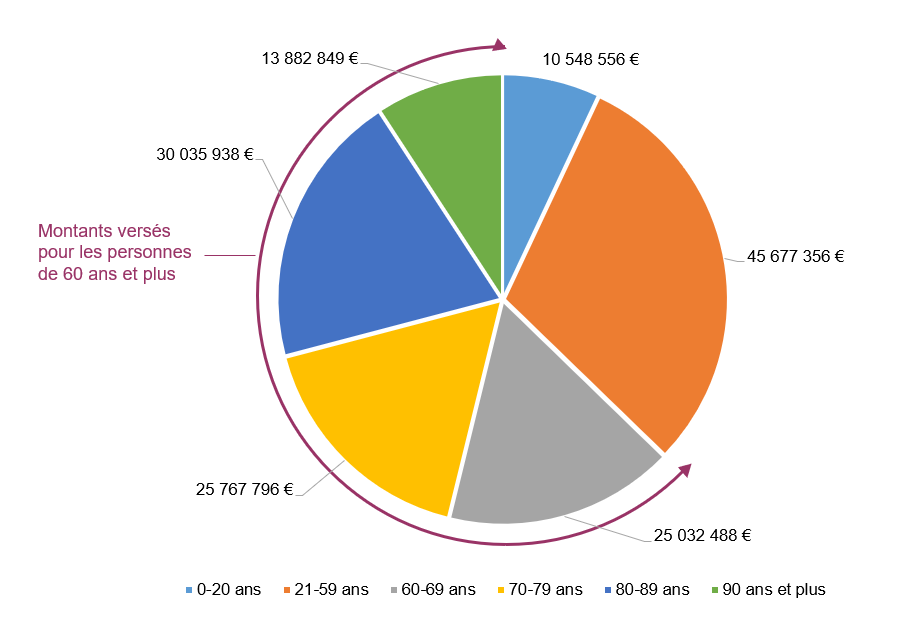 13 882 849 €
10 548 556 €
30 035 938 €
Montants versés
pour les personnes
de 60 ans et plus
45 677 356 €
25 767 796 €
25 032 488 €
0-20 ans 21-59 ans 60-69 ans 70-79 ans 80-89 ans 90 ans et plus